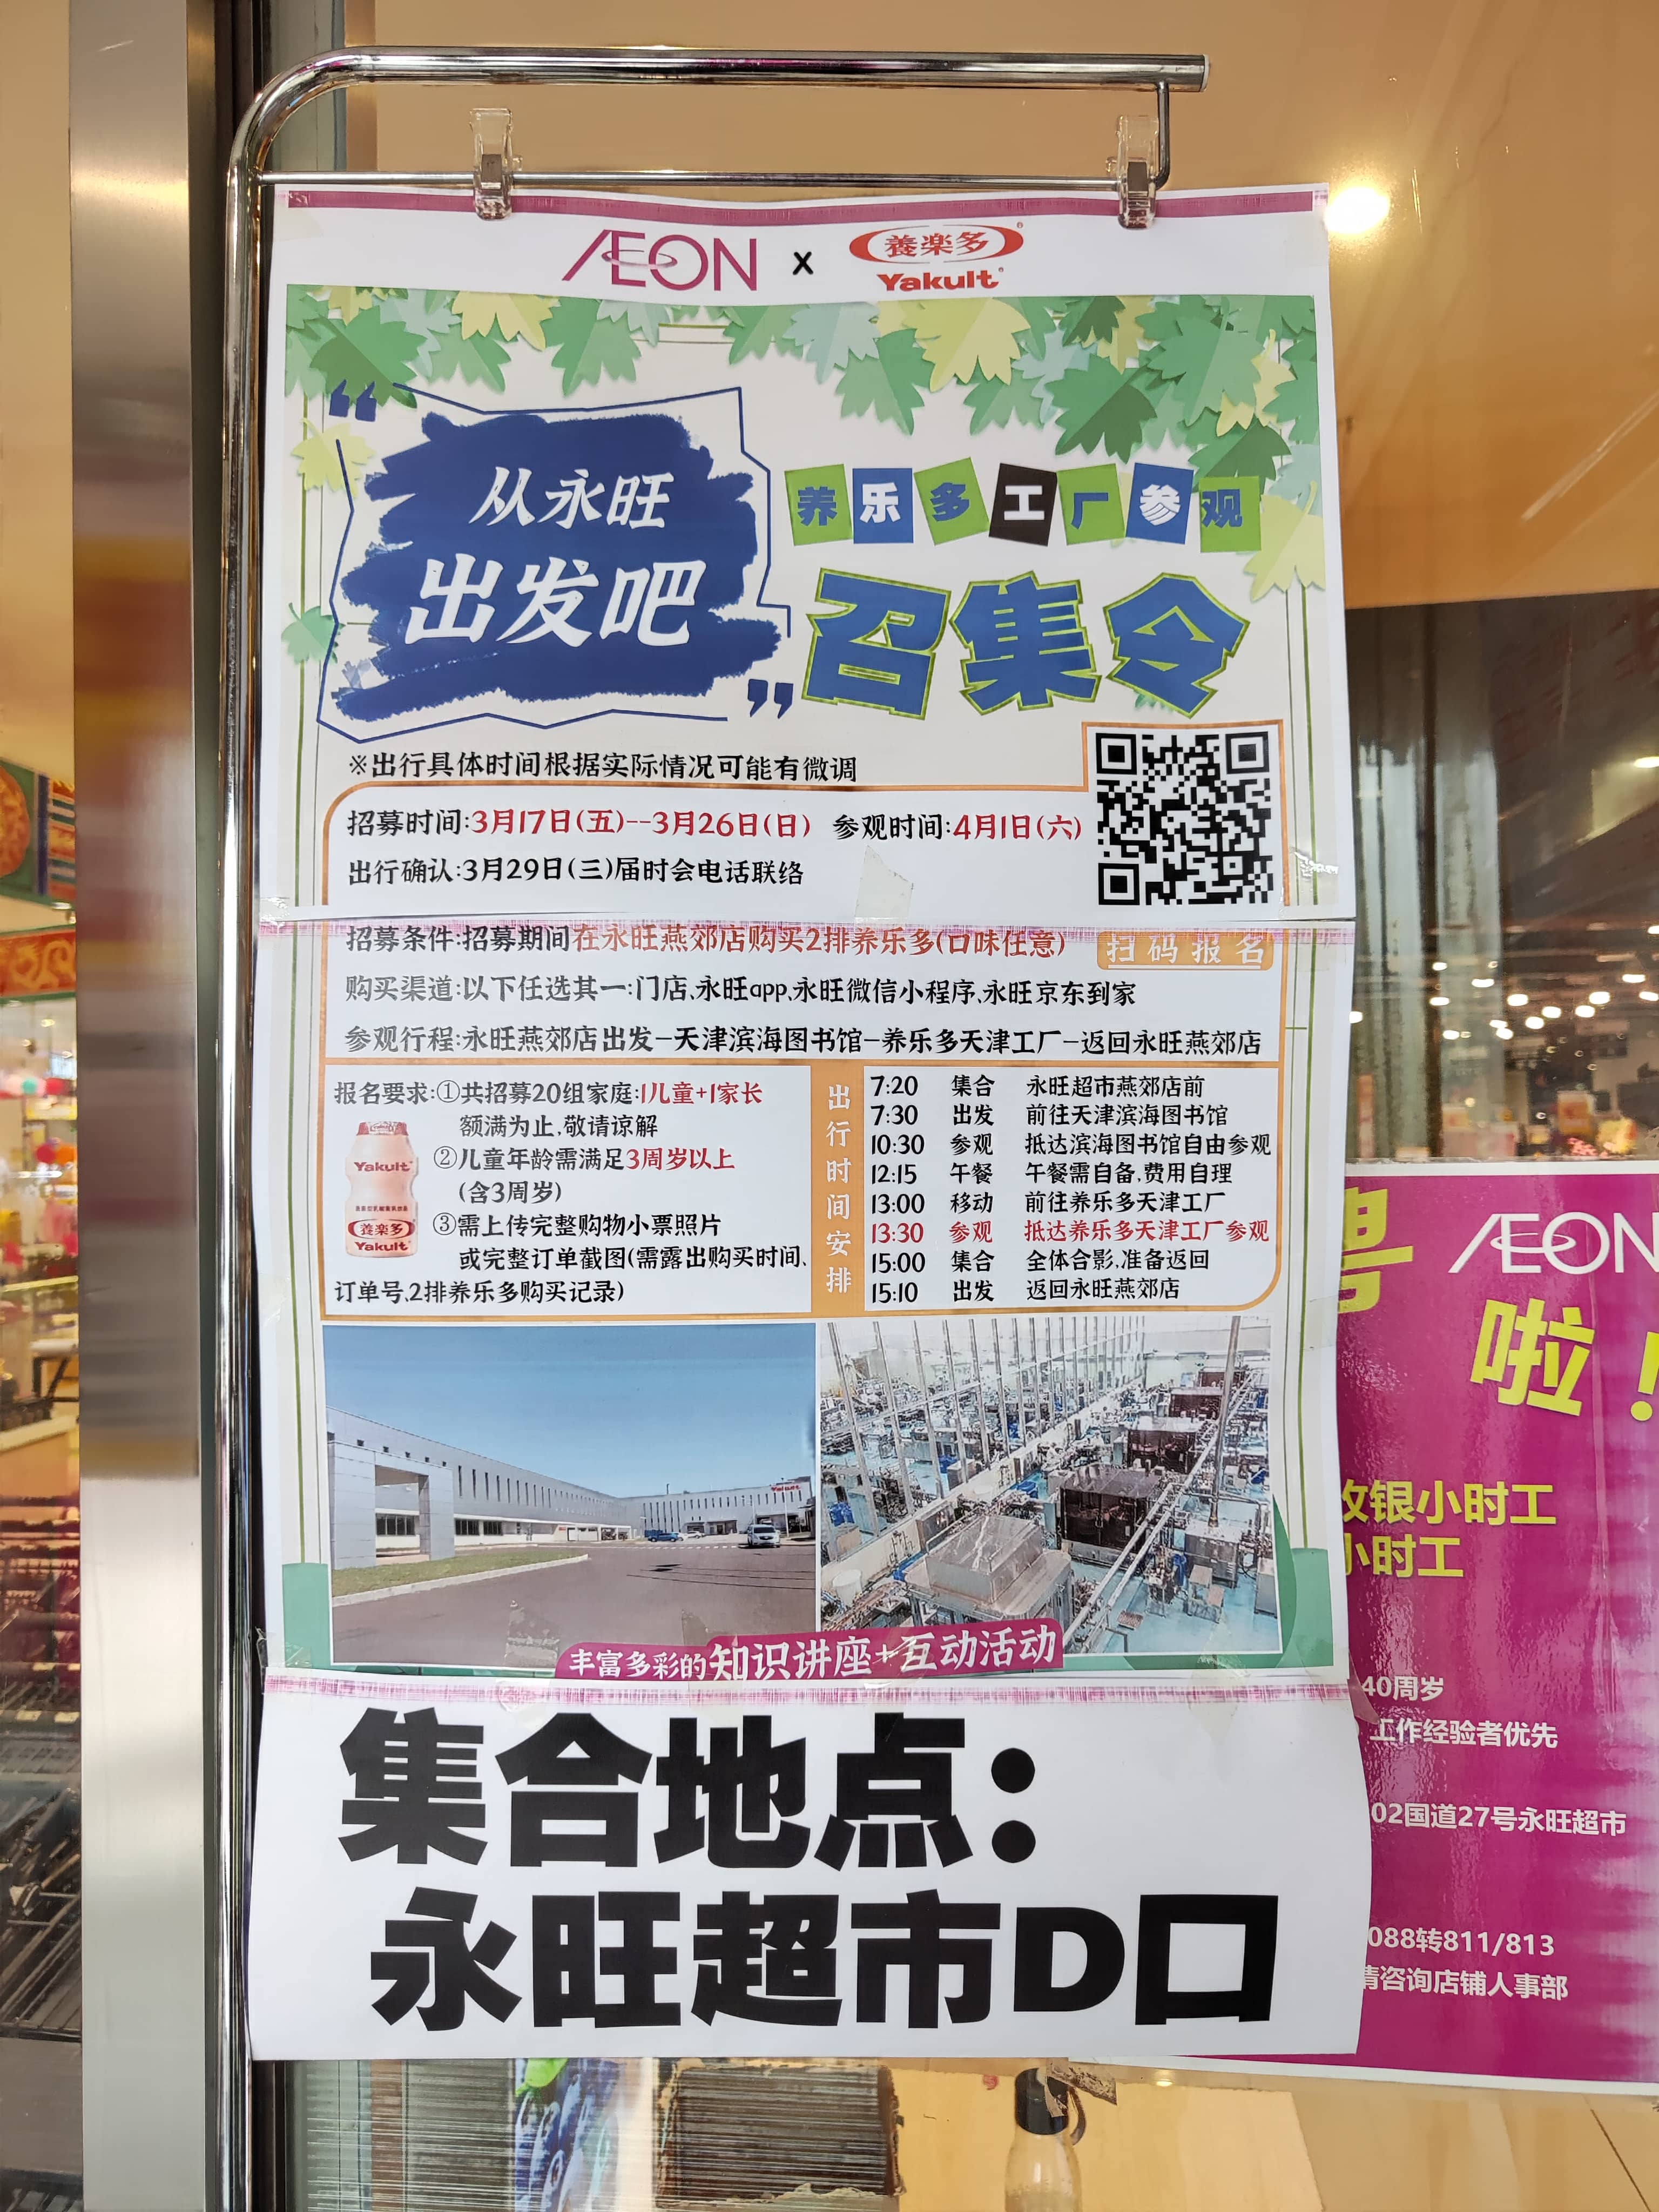 ÆON x 養楽多
Yakult
从永旺
出发吧
养乐多工厂参观
召集令
※出行具体时间根据实际情况可能有微调
招募时间:3月17日(五)--3月26日(日) 参观时间:4月1日(六)
出行确认:3月29日(三)届时会电话联络
招募条件:招募期间在永旺燕郊店购买2排养乐多(口味任意)
扫码报名
购买渠道:以下任选其一:门店、永旺app、永旺微信小程序、永旺京东到家
参观行程:永旺燕郊店出发-天津滨海图书馆-养乐多天津工厂-返回永旺燕郊店
报名要求:①共招募20组家庭:1儿童+1家长
额满为止,敬请谅解
②儿童年龄需满足3周岁以上
(含3周岁)
③需上传完整购物小票照片
或完整订单截图(需露出购买时间、
订单号、2排养乐多购买记录)
Yakult
養楽多
Yakult
出行时间安排
7:20 集合 永旺超市燕郊店前
7:30 出发 前往天津滨海图书馆
10:30 参观 抵达滨海图书馆自由参观
12:15 午餐 午餐需自备,费用自理
13:00 移动 前往养乐多天津工厂
13:30 参观 抵达养乐多天津工厂参观
15:00 集合 全体合影,准备返回
15:10 出发 返回永旺燕郊店
Yakult
丰富多彩的知识讲座+互动活动
集合地点：
永旺超市D口
聘
ÆON
啦！
收银小时工
小时工
40周岁
工作经验者优先
02国道27号永旺超市
088转811/813
请咨询店铺人事部